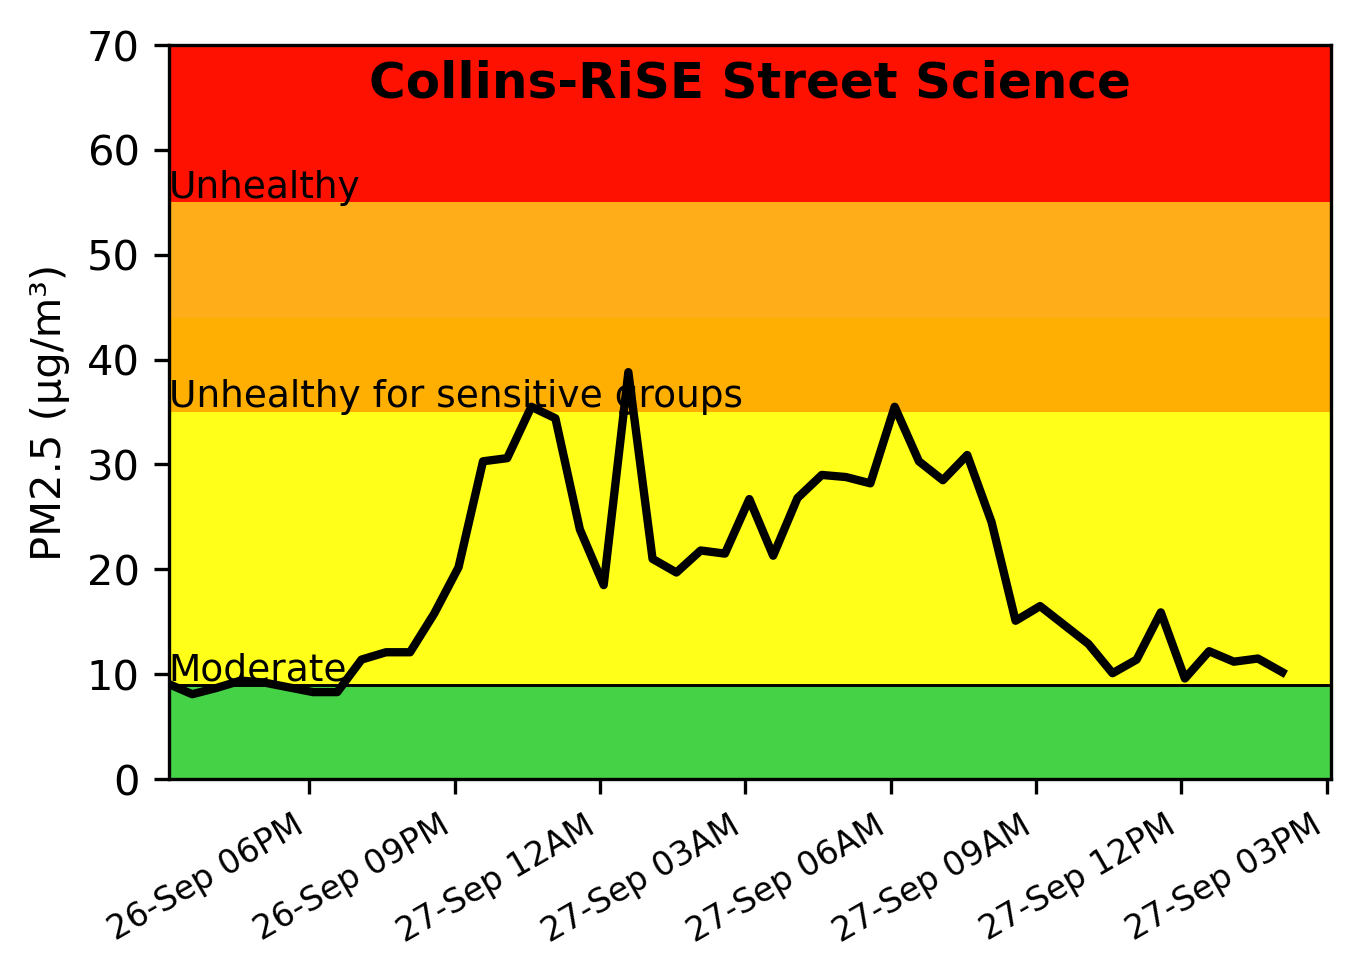 Collins-RiSE Street Science
70
60
50
40
30
20
10
0
PM2.5 (µg/m³)
Unhealthy
Unhealthy for sensitive groups
Moderate
26-Sep 06PM
26-Sep 09PM
27-Sep 12AM
27-Sep 03AM
27-Sep 06AM
27-Sep 09AM
27-Sep 12PM
27-Sep 03PM